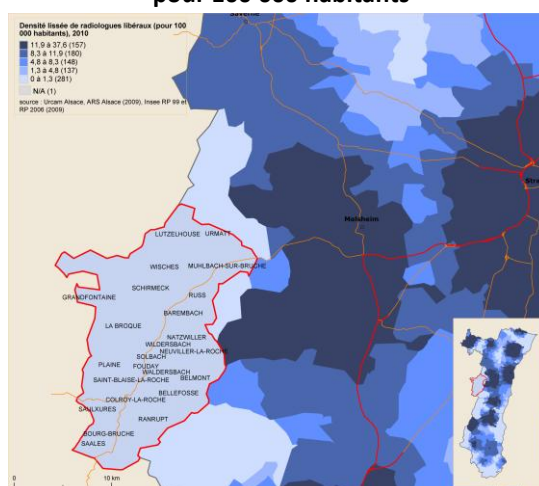 pour 100 000 habitants
Densité lissée de radiologues libéraux (pour 100
000 habitants), 2010
11,9 à 37,6 (157)
8,3 à 11,9 (180)
4,8 à 8,3 (148)
1,3 à 4,8 (137)
0 à 1,3 (281)
N/A (1)
source : Urcam Alsace, ARS Alsace (2009), Insee RP 99 et
RP 2006 (2009)
Saverne
Stra
Molsheim
LUTZELHOUSE
URMATT
WISCHES
MUHLBACH-SUR-BRUCHE
SCHIRMECK
GRANDFONTAINE
RUSS
BAREMBACH
LA BROQUE
NATZWILLER
WILDERSBACH
NEUVILLER-LA-ROCHE
SOLBACH
PLAINE
FOUDAY
WALDERSBACH
SAINT-BLAISE-LA-ROCHE
BELMONT
BELLEFOSSE
COLROY-LA-ROCHE
SAULXURES
RANRUPT
BOURG-BRUCHE
SAALES
0
10 km